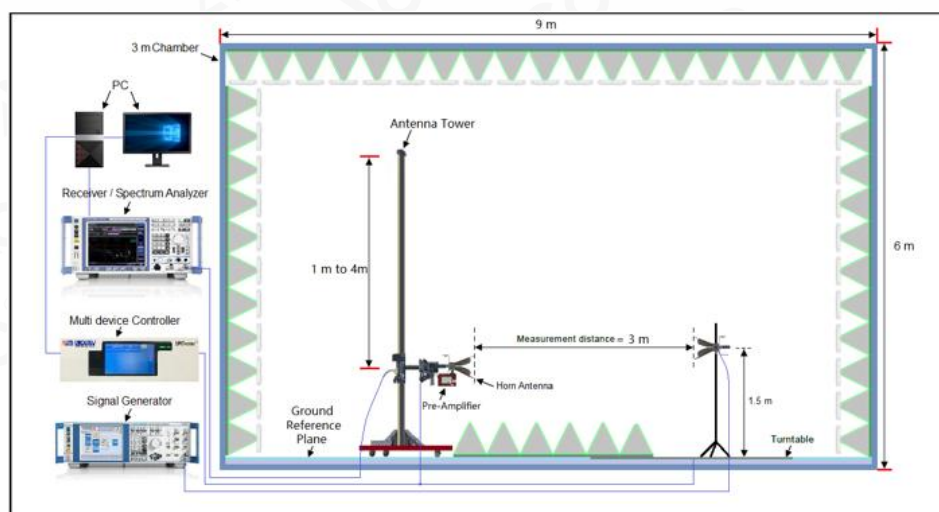 9 m
3 m Chamber
PC
Antenna Tower
Receiver / Spectrum Analyzer
6 m
1 m to 4m
Multi device Controller
Measurement distance = 3 m
Horn Antenna
Pre-Amplifier
1.5 m
Signal Generator
Ground
Reference
Plane
Turntable